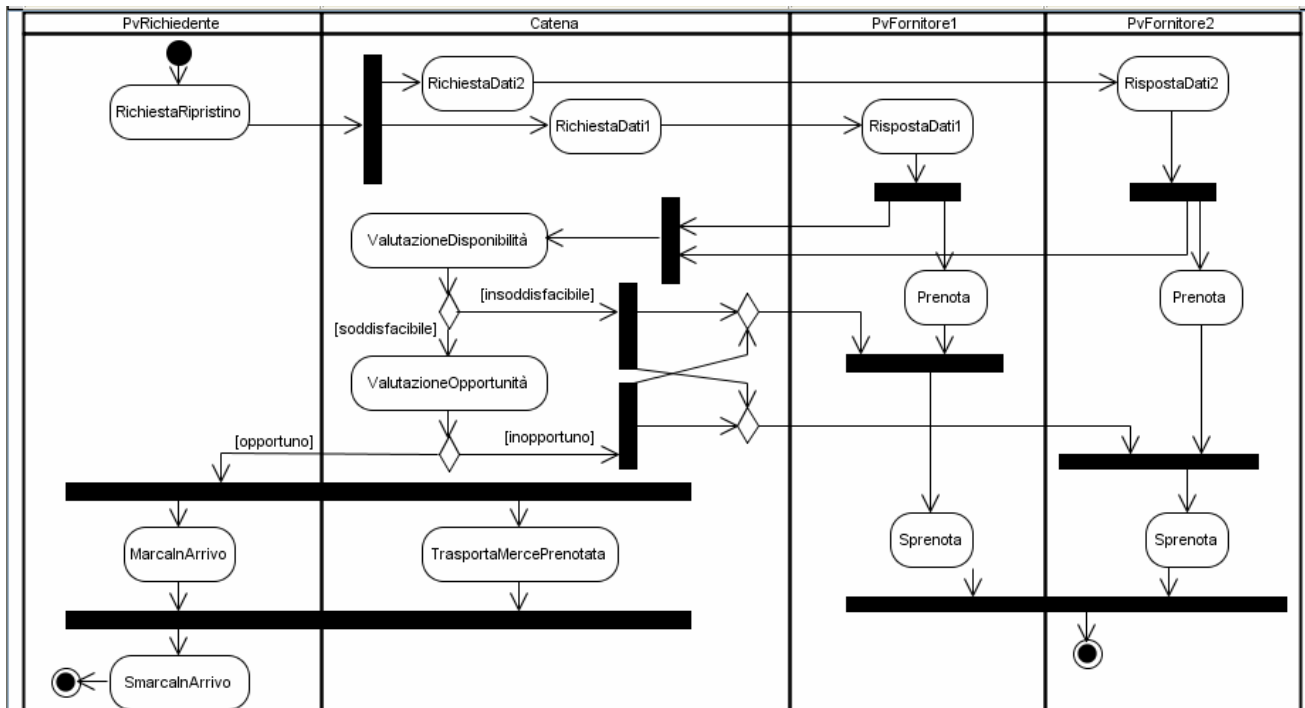 PvRichiedente
Catena
PvFornitore1
PvFornitore2
RichiestaRipristino
RichiestaDati2
RichiestaDati1
RispostaDati1
RispostaDati2
ValutazioneDisponibilità
[insoddisfacibile]
[soddisfacibile]
Prenota
Prenota
ValutazioneOpportunità
[opportuno]
[inopportuno]
MarcaInArrivo
TrasportaMercePrenotata
Sprenota
Sprenota
SmarcaInArrivo